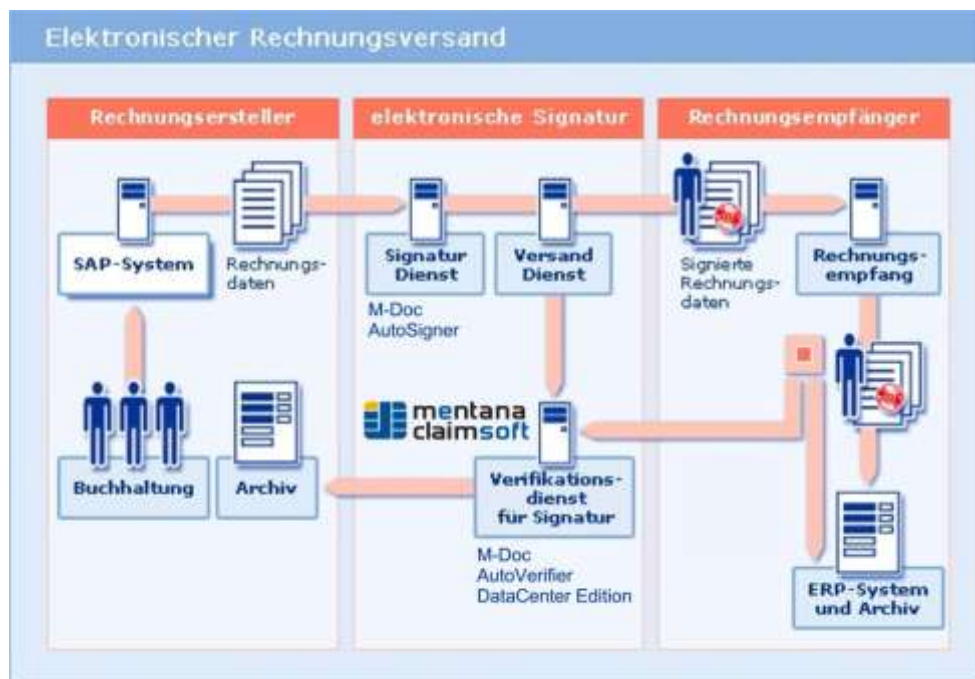 Elektronischer Rechnungsversand
Rechnungsersteller
elektronische Signatur
Rechnungsempfänger
SAP-System
Rechnungs-
daten
Signatur
Dienst
Versand
Dienst
Signierte
Rechnungs-
daten
Rechnungs-
empfang
M-Doc
AutoSigner
mentana
claimsoft
Buchhaltung
Archiv
Verifikations-
dienst
für Signatur
M-Doc
AutoVerifier
DataCenter Edition
ERP-System
und Archiv